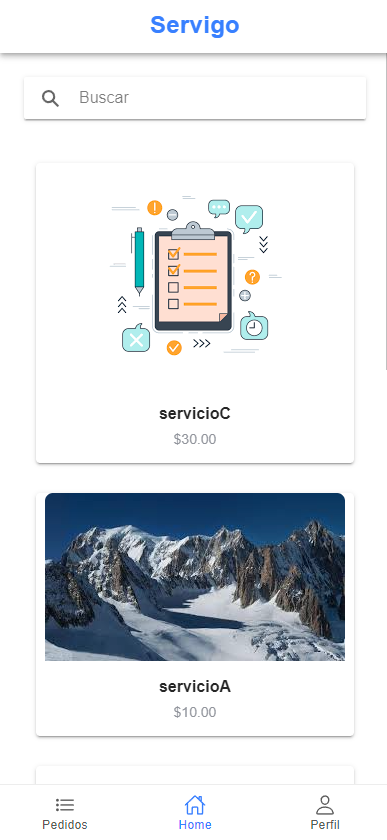 Servigo
Buscar
servicioC
$30.00
servicioA
$10.00
Pedidos
Home
Perfil